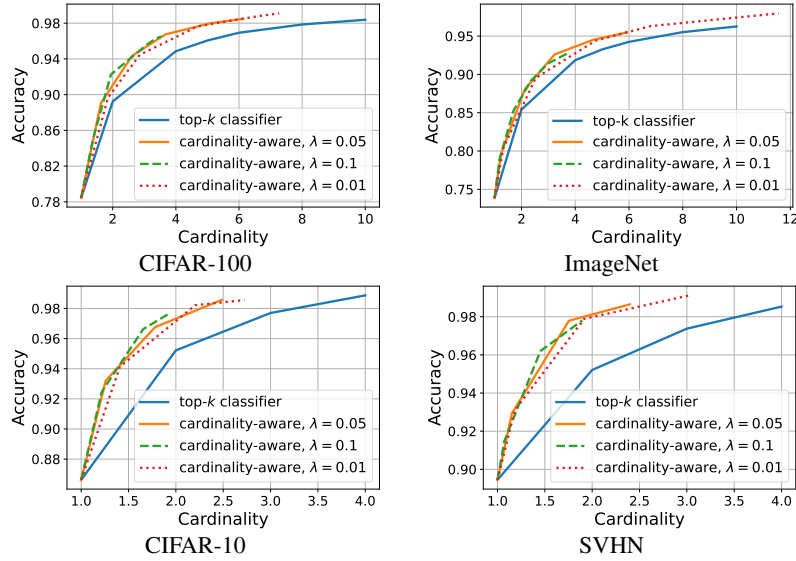 0.98
0.94
0.90
0.86
0.82
0.78
Accuracy
top-k classifier
cardinality-aware, λ = 0.05
cardinality-aware, λ = 0.1
cardinality-aware, λ = 0.01
2 4 6 8 10
Cardinality
CIFAR-100
0.95
0.90
0.85
0.80
0.75
Accuracy
top-k classifier
cardinality-aware, λ = 0.05
cardinality-aware, λ = 0.1
cardinality-aware, λ = 0.01
2 4 6 8 10 12
Cardinality
ImageNet
0.98
0.96
0.94
0.92
0.90
0.88
Accuracy
top-k classifier
cardinality-aware, λ = 0.05
cardinality-aware, λ = 0.1
cardinality-aware, λ = 0.01
1.0 1.5 2.0 2.5 3.0 3.5 4.0
Cardinality
CIFAR-10
0.98
0.96
0.94
0.92
0.90
Accuracy
top-k classifier
cardinality-aware, λ = 0.05
cardinality-aware, λ = 0.1
cardinality-aware, λ = 0.01
1.0 1.5 2.0 2.5 3.0 3.5 4.0
Cardinality
SVHN